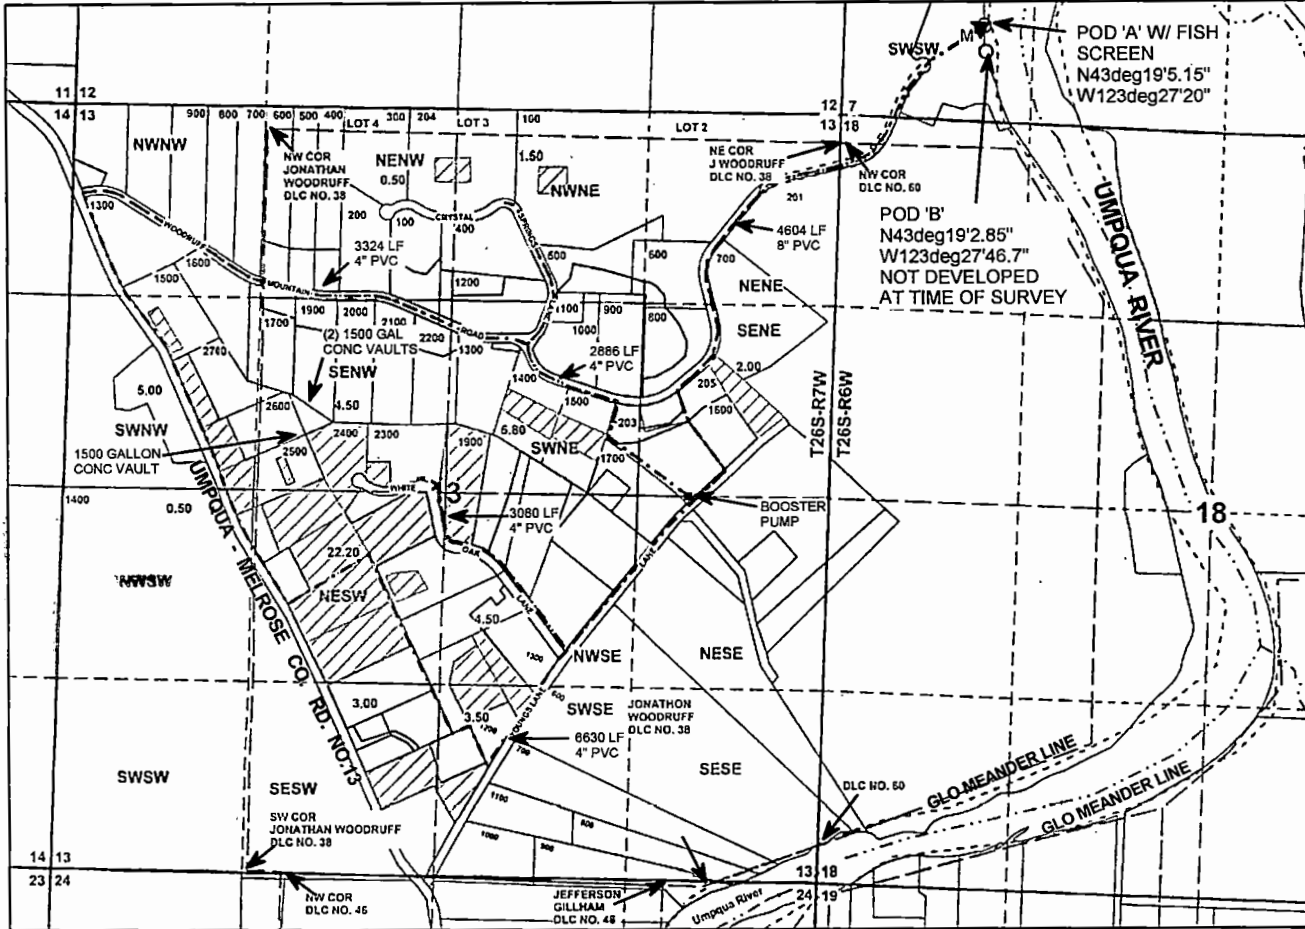 POD 'A' W/ FISH
SCREEN
N43deg19'5.15"
W123deg27'20"
M
SWSW
11 12
14 13
12 7
13 18
900 800 700 600 500 400 300 204 100
LOT 4
LOT 3
LOT 2
NWNW
NENW
0.50
1.50
NWNE
NW COR
JONATHAN
WOODRUFF
DLC NO. 38
NE COR
J WOODRUFF
DLC NO. 38
NW COR
DLC NO. 60
201
4604 LF
8" PVC
POD 'B'
N43deg19'2.85"
W123deg27'46.7"
NOT DEVELOPED
AT TIME OF SURVEY
UMPQUA RIVER
1300
WOODRUFF
MOUNTAIN
ROAD
1600
1500
200
100
CRYSTAL
400
SPRINGS
3324 LF
4" PVC
1200
500
600
700
NENE
SENE
2.00
1700
1900
2000
2100
2200
1300
(2) 1500 GAL
CONC VAULTS
SENW
1100
1000
900
800
2886 LF
4" PVC
2700
5.00
SWNW
2600
4.50
2400
2300
2500
1400
1500
203
205
1600
6.80
SWNE
1700
1900
1500 GALLON
CONC VAULT
T26S-R7W
T26S-R6W
1400
0.50
WHITE
OAK
LANE
3080 LF
4" PVC
BOOSTER
PUMP
18
UMPQUA - MELROSE CO. RD. NO.13
22.20
NWSW
NESW
4.50
1300
NWSE
NESE
LANE
YOUNGS LANE
600
SWSE
JONATHON
WOODRUFF
DLC NO. 38
3.00
3.50
1200
700
6630 LF
4" PVC
SESE
SWSW
SESW
1100
1000
GLO MEANDER LINE
GLO MEANDER LINE
DLC NO. 60
SW COR
JONATHAN WOODRUFF
DLC NO. 38
14 13
23 24
NW COR
DLC NO. 46
JEFFERSON
GILLHAM
Umpqua River
13 18
24 19